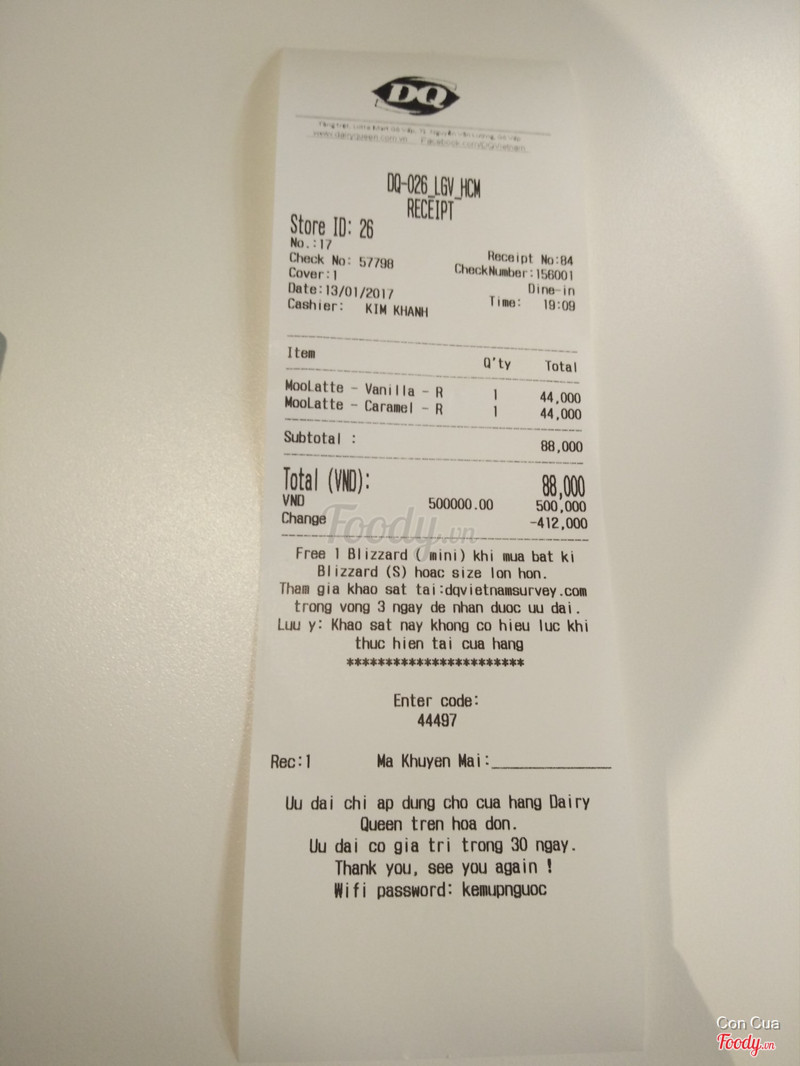 DQ
www.dairyqueen.com.vn
DQ-026_LGV_HCM
RECEIPT
Store ID: 26
No.:17
Receipt No:84
Check No: 57798
CheckNumber:156001
Cover:1
Dine-in
Date:13/01/2017
Time: 19:09
Cashier: KIM KHANH
Item Q'ty Total
MooLatte - Vanilla - R 1 44,000
MooLatte - Caramel - R 1 44,000
Subtotal : 88,000
Total (VND): 88,000
VND 500000.00 500,000
Change -412,000
Foody.vn
Free 1 Blizzard ( mini) khi mua bat ki
Blizzard (S) hoac size lon hon.
Tham gia khao sat tai:dqvietnamsurvey.com
trong vong 3 ngay de nhan duoc uu dai.
Luu y: Khao sat nay khong co hieu luc khi
thuc hien tai cua hang
***********************
Enter code:
44497
Rec:1 Ma Khuyen Mai:______________
Uu dai chi ap dung cho cua hang Dairy
Queen tren hoa don.
Uu dai co gia tri trong 30 ngay.
Thank you, see you again !
Wifi password: kemupnguoc
Con Cua
Foody.vn